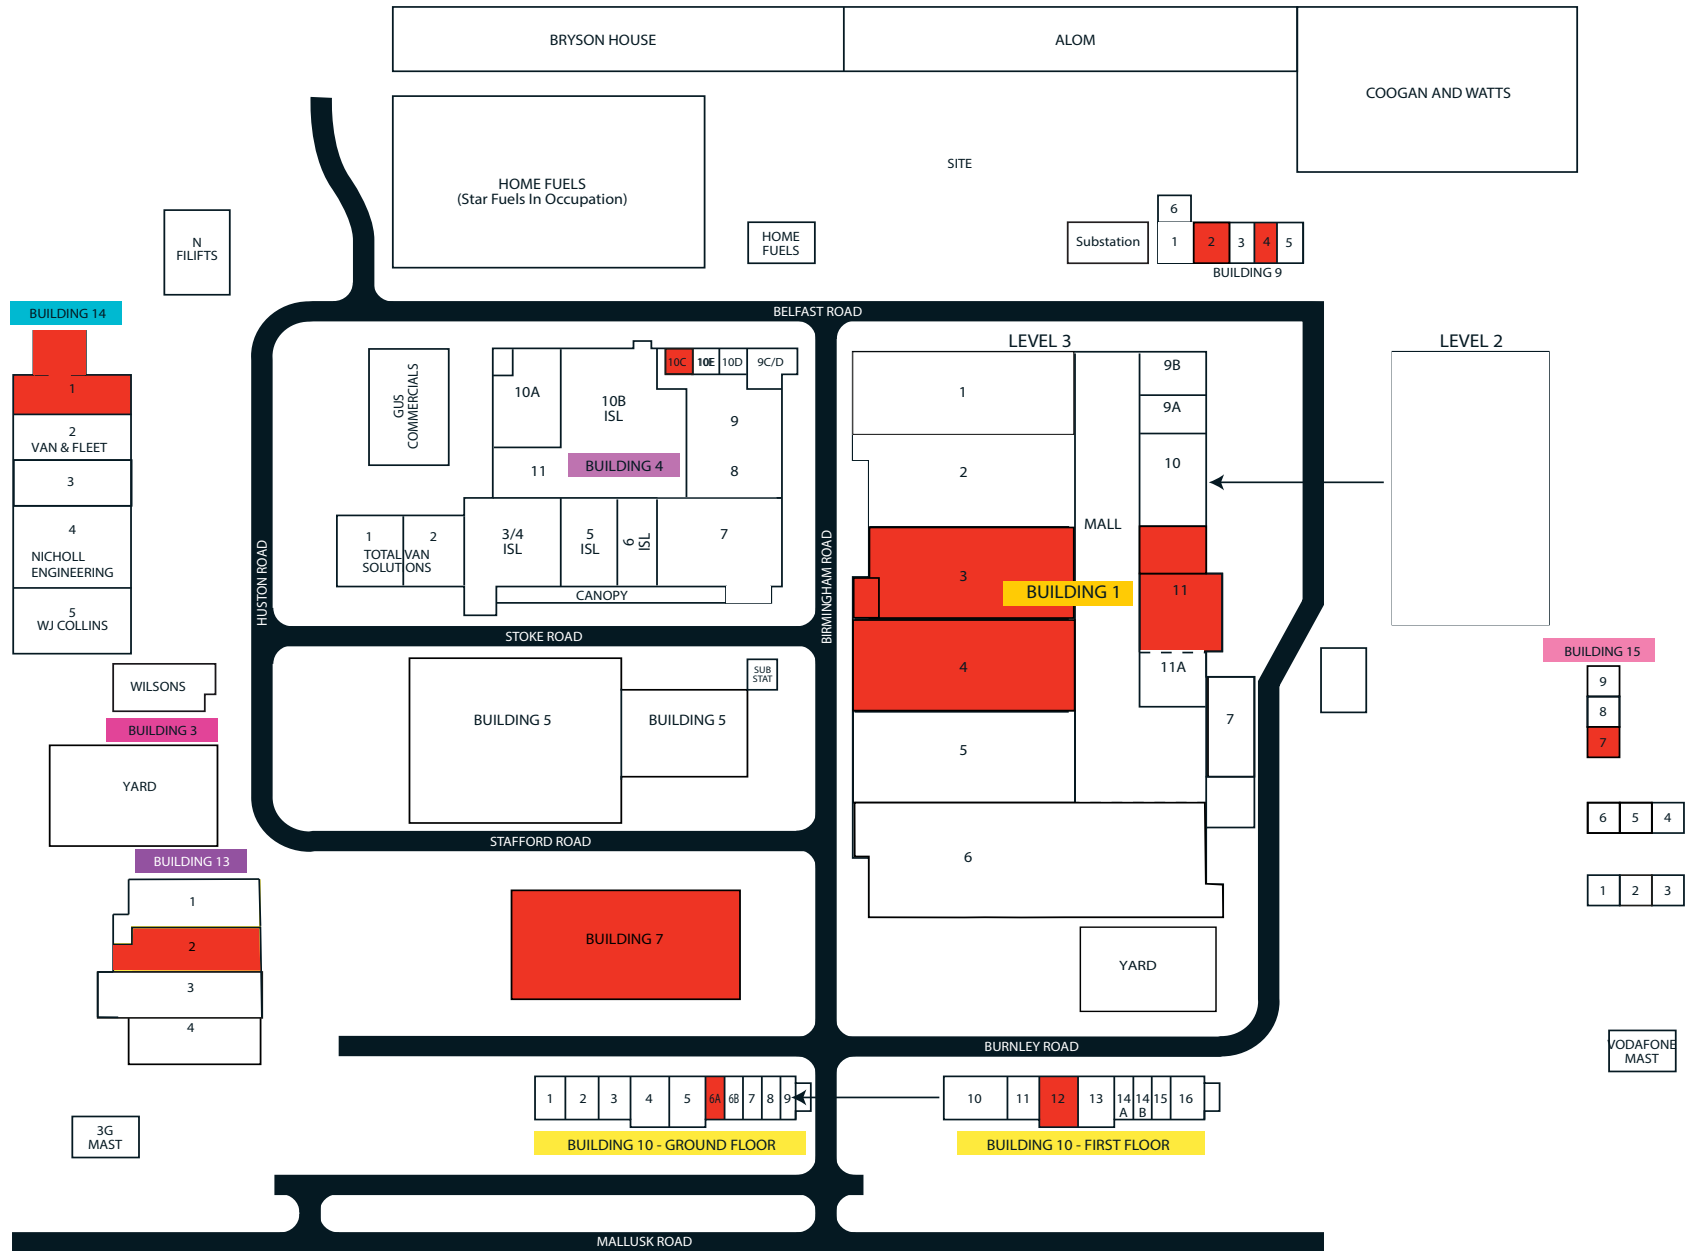 BRYSON HOUSE
ALOM
COOGAN AND WATTS
HOME FUELS
(Star Fuels In Occupation)
SITE
N
FILIFTS
HOME
FUELS
Substation
6
1
2
3
4
5
BUILDING 9
BUILDING 14
1
2
VAN & FLEET
3
4
NICHOLL
ENGINEERING
5
WJ COLLINS
BELFAST ROAD
HUSTON ROAD
BIRMINGHAM ROAD
GUS
COMMERCIALS
10A
10B
ISL
10C
10E
10D
9C/D
9
8
11
BUILDING 4
1
2
TOTAL VAN
SOLUTIONS
3/4
ISL
5
ISL
6
ISL
7
CANOPY
STOKE ROAD
LEVEL 3
1
2
3
4
5
6
MALL
9B
9A
10
11
11A
7
BUILDING 1
LEVEL 2
BUILDING 15
9
8
7
6
5
4
1
2
3
WILSONS
BUILDING 3
YARD
BUILDING 13
1
2
3
4
BUILDING 5
BUILDING 5
SUB
STAT
STAFFORD ROAD
BUILDING 7
YARD
BURNLEY ROAD
VODAFONE
MAST
3G
MAST
1
2
3
4
5
6A
6B
7
8
9
BUILDING 10 - GROUND FLOOR
10
11
12
13
14
A
14
B
15
16
BUILDING 10 - FIRST FLOOR
MALLUSK ROAD